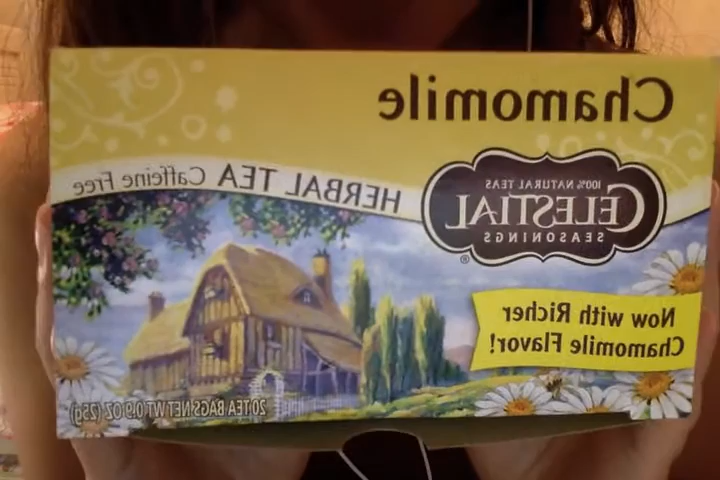 Chamomile
100% NATURAL TEAS
CELESTIAL
SEASONINGS
®
HERBAL TEA Caffeine Free
Now with Richer
Chamomile Flavor!
20 TEA BAGS NET WT 0.9 OZ (25g)